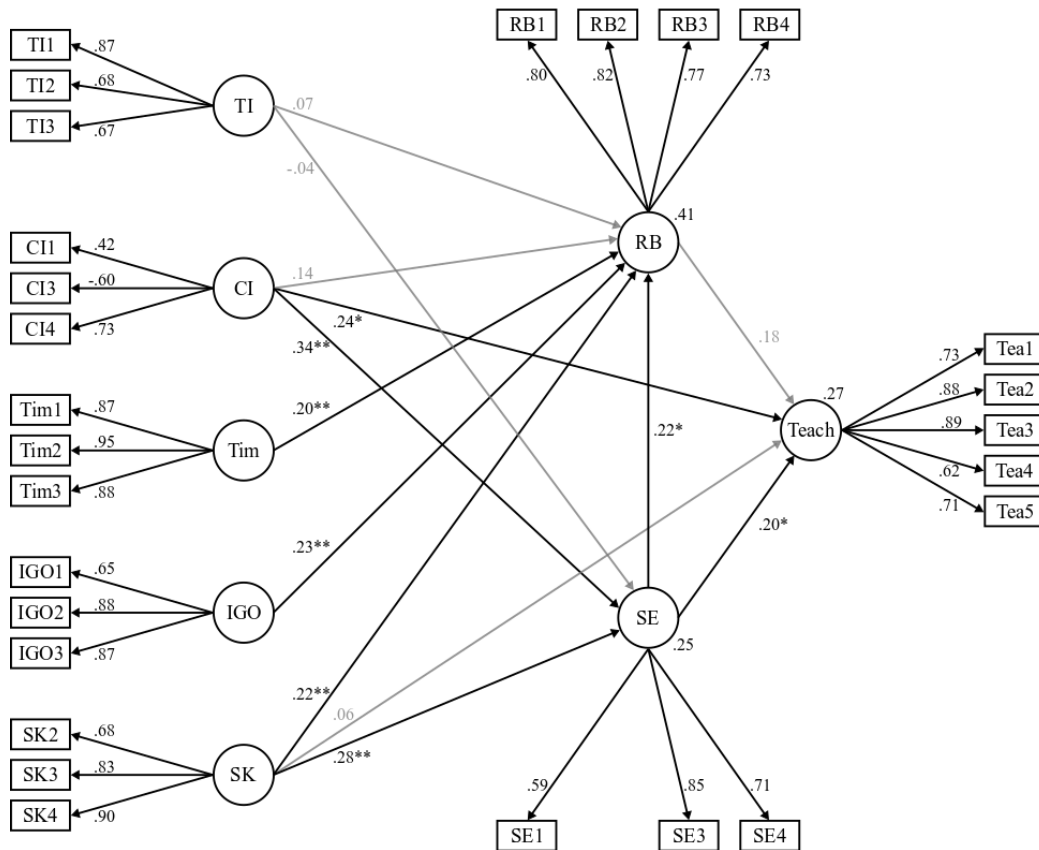 RB1 RB2 RB3 RB4
TI1 .87
TI2 .68
TI3 .67
TI
.80 .82 .77 .73
.07
-.04
.41
RB
CI1 .42
CI3 -.60
CI4 .73
CI
.14
.24*
.34**
.18
Tea1 .73
Tea2 .88
Tea3 .89
Tea4 .62
Tea5 .71
.27
Teach
Tim1 .87
Tim2 .95
Tim3 .88
Tim
.20**
.22*
.20*
IGO1 .65
IGO2 .88
IGO3 .87
IGO
.23**
SE
.25
SK2 .68
SK3 .83
SK4 .90
SK
.22**
.06
.28**
.59 .85 .71
SE1 SE3 SE4